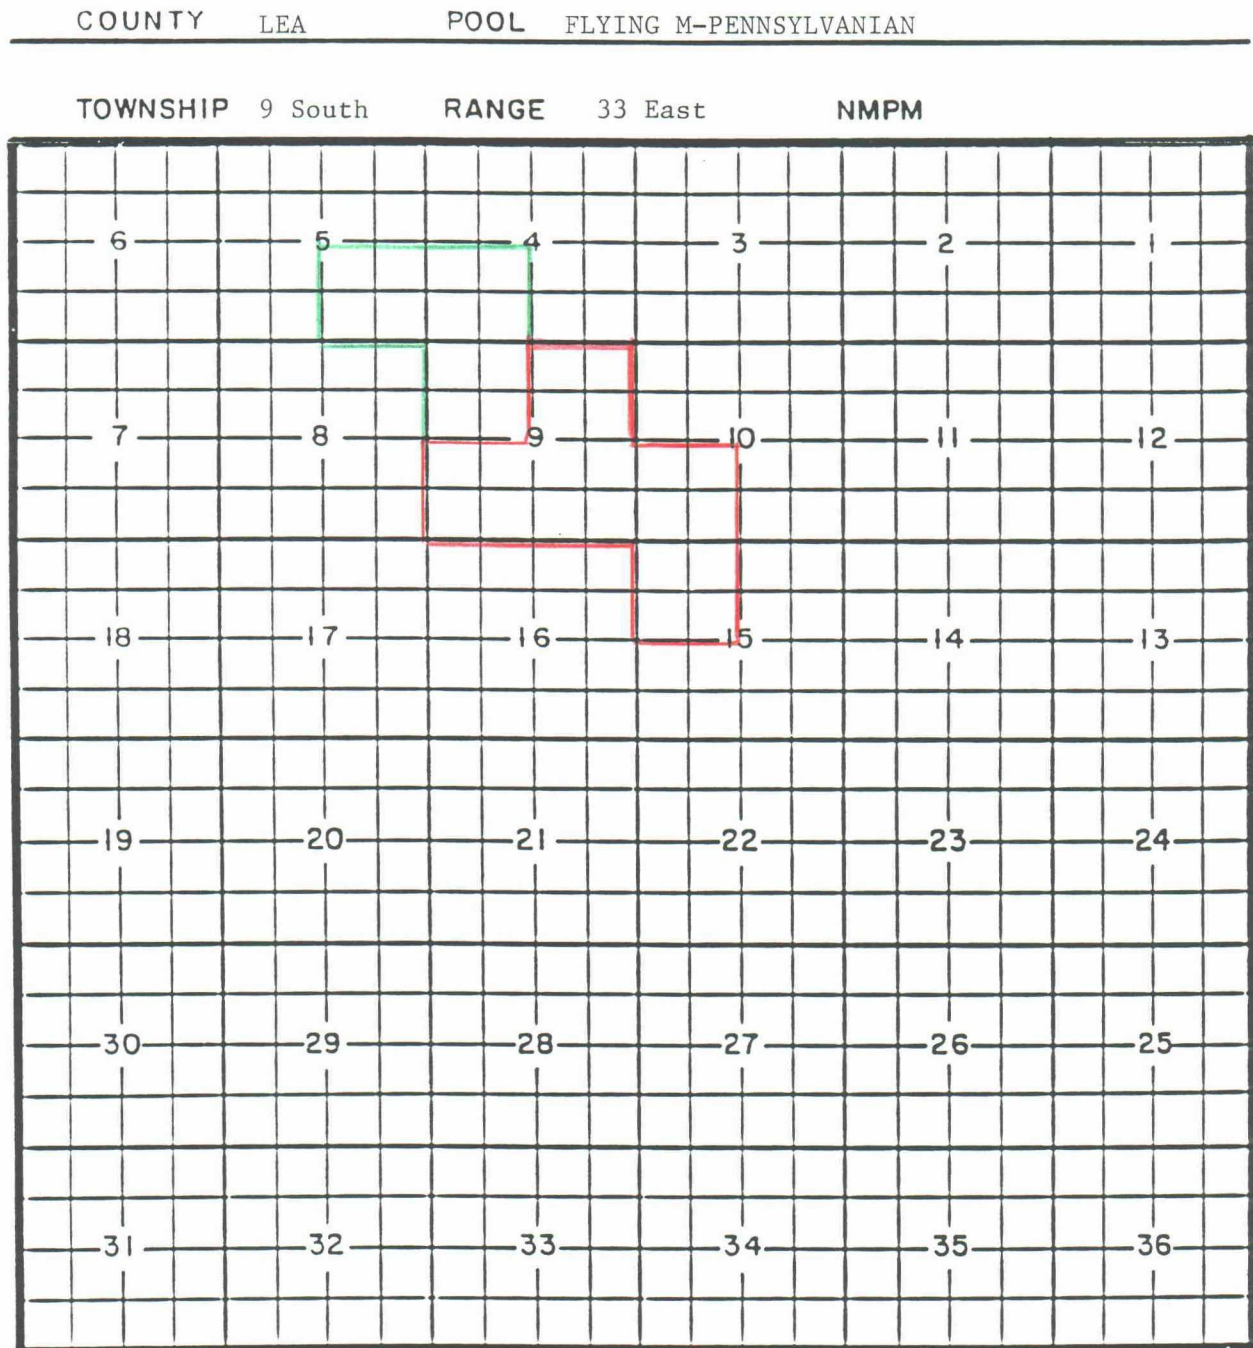 COUNTY LEA POOL FLYING M-PENNSYLVANIAN
TOWNSHIP 9 South RANGE 33 East NMPM
6 5 4 3 2 1
7 8 9 10 11 12
18 17 16 15 14 13
19 20 21 22 23 24
30 29 28 27 26 25
31 32 33 34 35 36